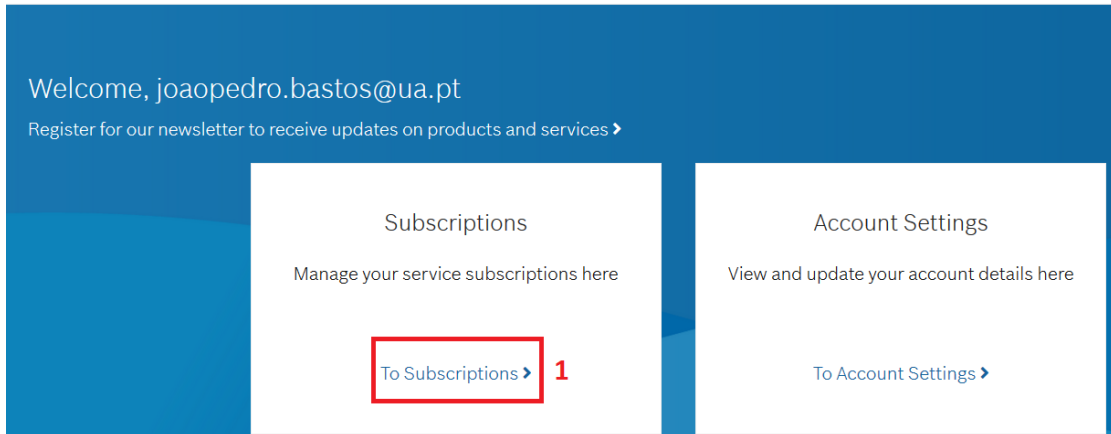 Welcome, joaopedro.bastos@ua.pt
Register for our newsletter to receive updates on products and services
Subscriptions
Manage your service subscriptions here
To Subscriptions
1
Account Settings
View and update your account details here
To Account Settings